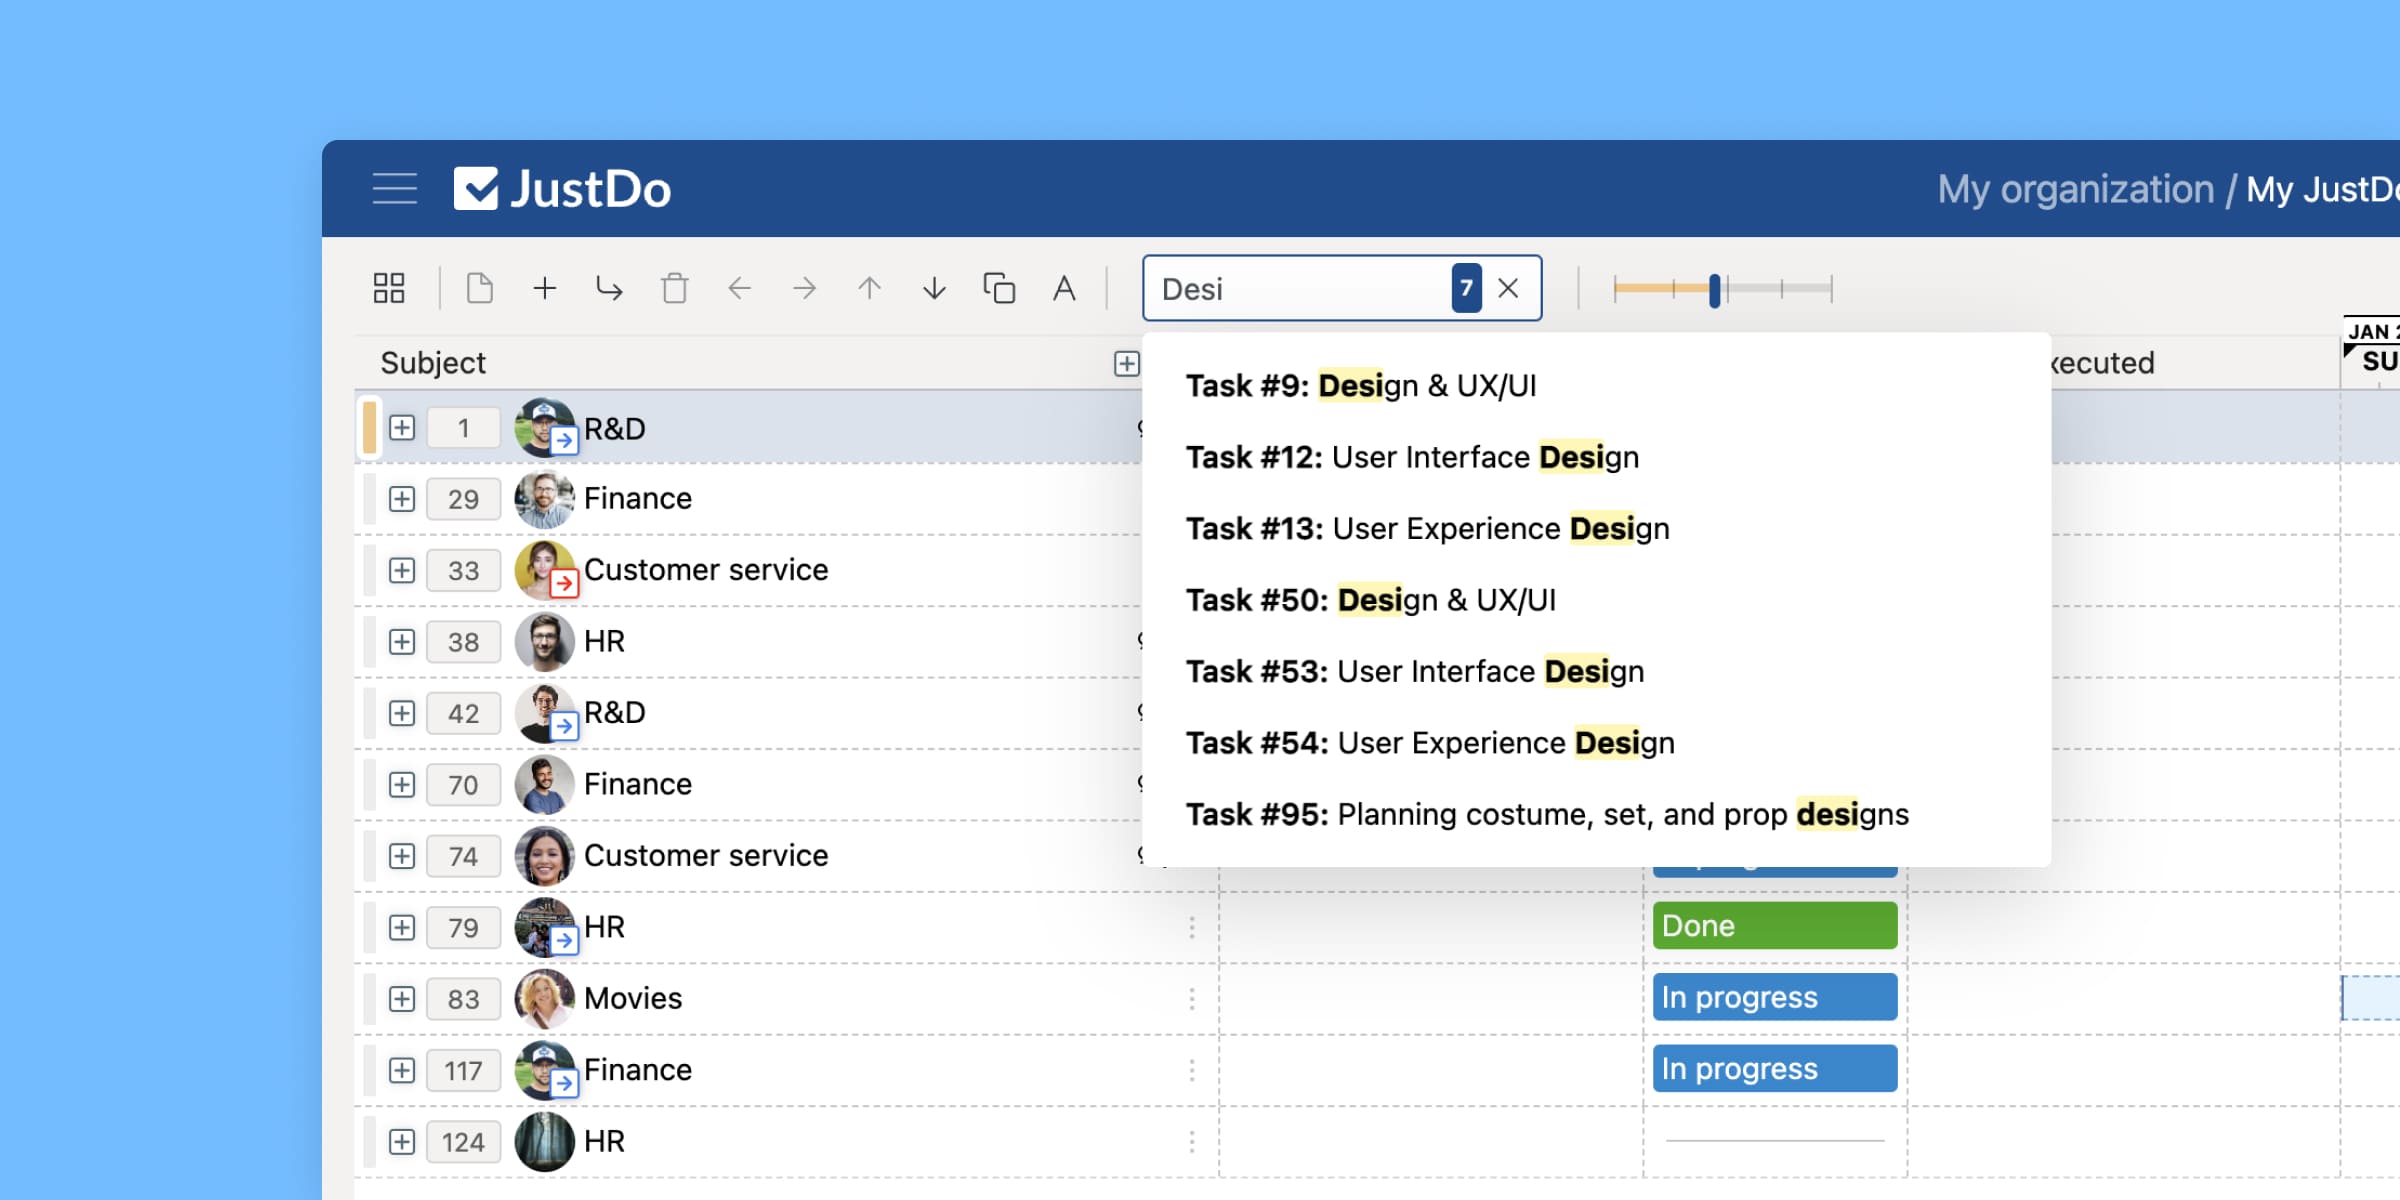 JustDo
My organization / My JustDo
Desi 7
JAN
SU
Subject
1 R&D
29 Finance
33 Customer service
38 HR
42 R&D
70 Finance
74 Customer service
79 HR
83 Movies
117 Finance
124 HR
Task #9: Design & UX/UI
Task #12: User Interface Design
Task #13: User Experience Design
Task #50: Design & UX/UI
Task #53: User Interface Design
Task #54: User Experience Design
Task #95: Planning costume, set, and prop designs
xecuted
Done
In progress
In progress